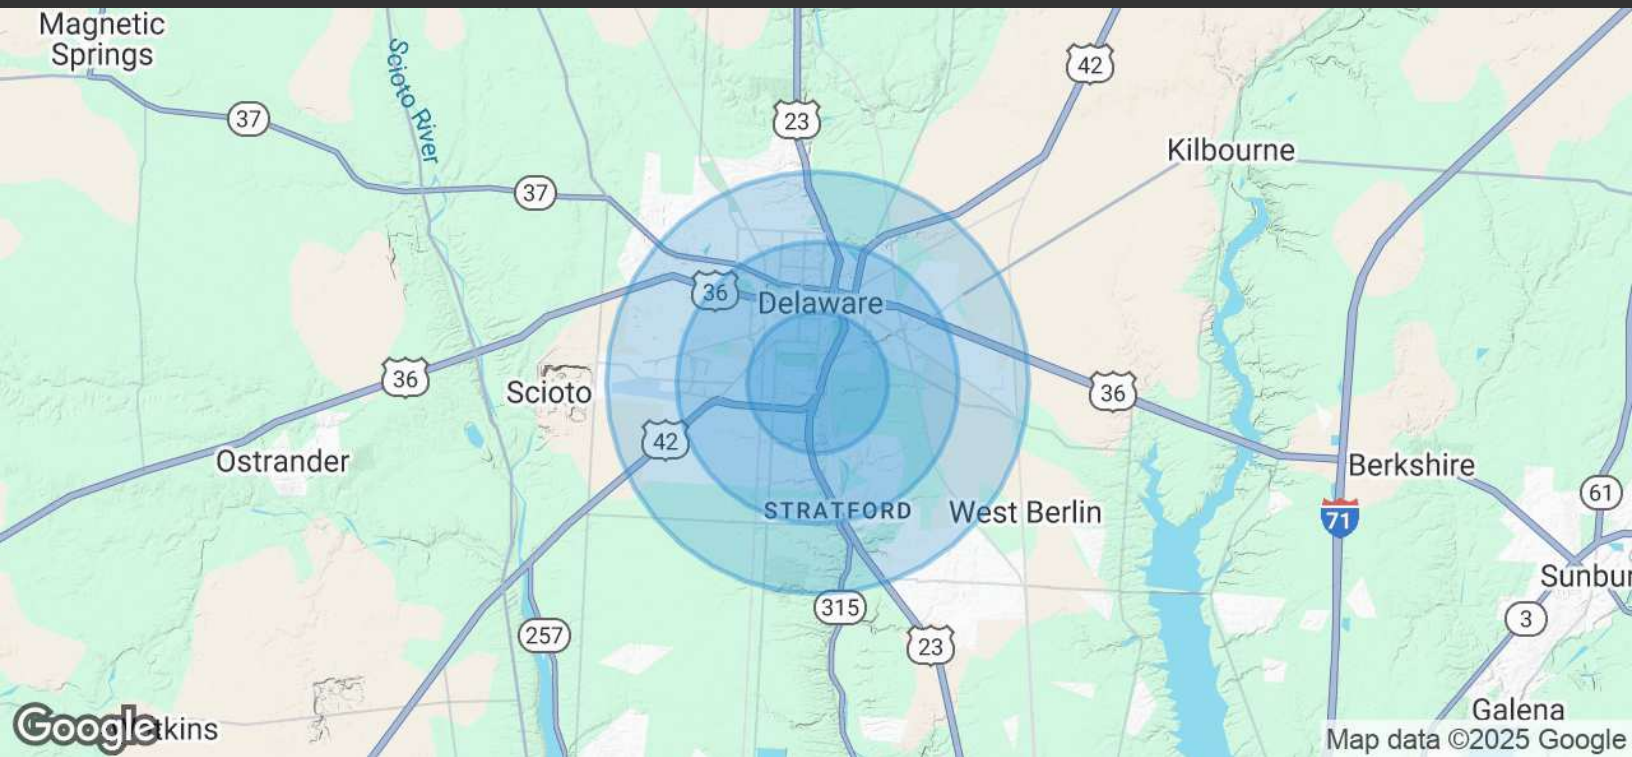 Magnetic
Springs
Scioto River
42
37
23
Kilbourne
37
36
Delaware
36
Scioto
36
42
Ostrander
Berkshire
61
STRATFORD
West Berlin
71
Sunbur
315
3
257
23
Galena
Google
tkins
Map data ©2025 Google